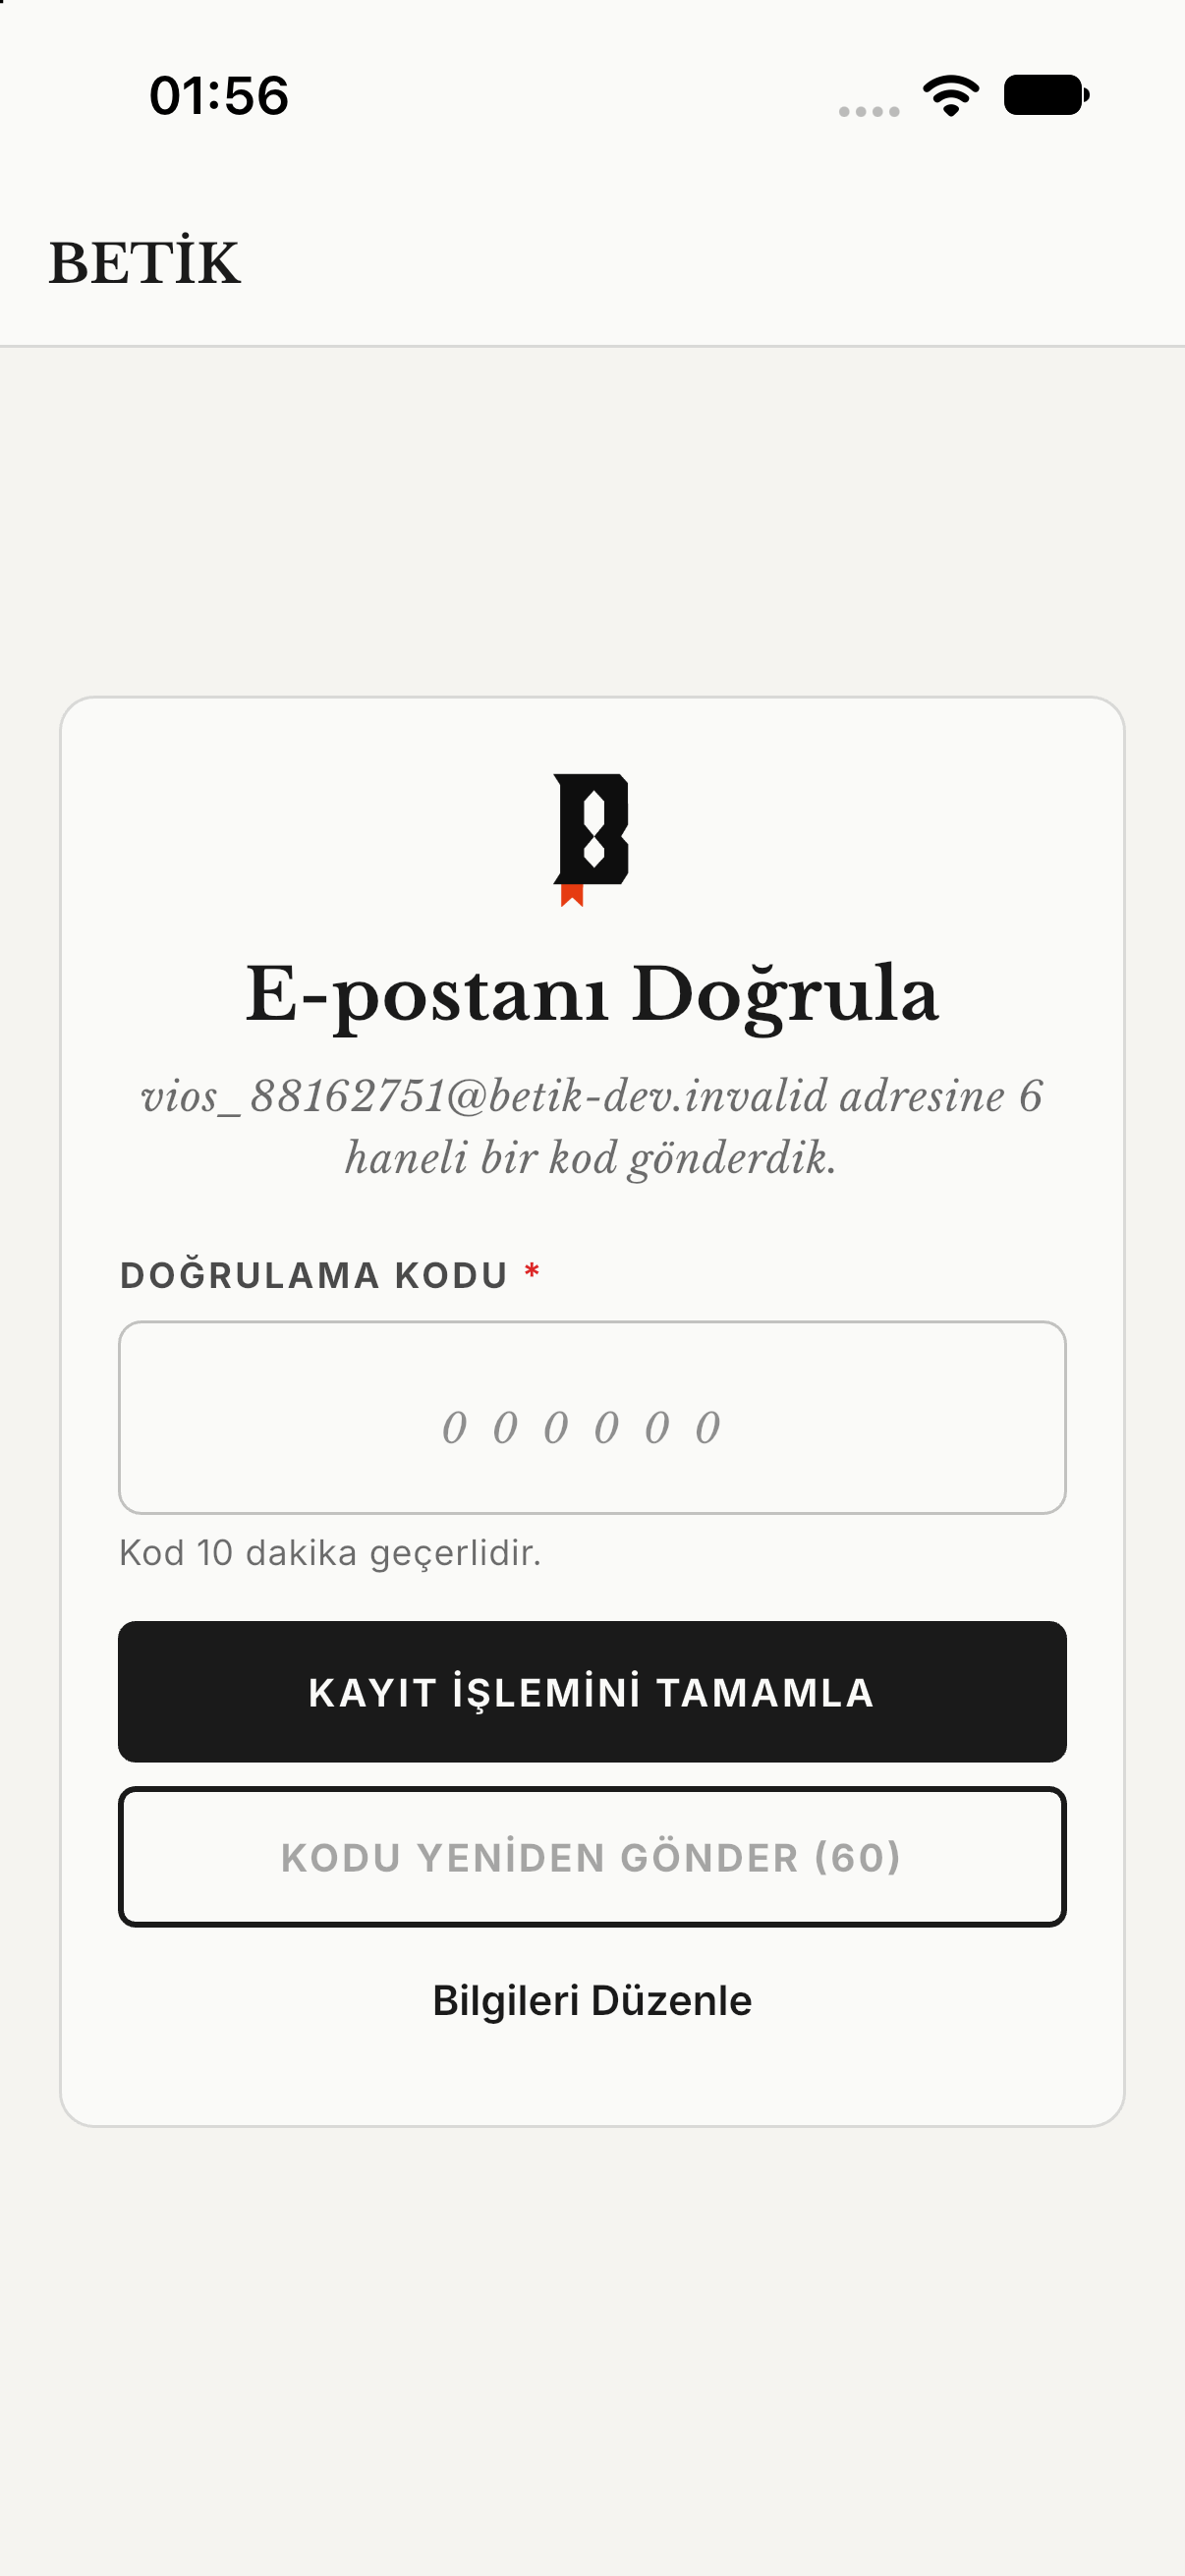 01:56
BETİK
B
E-postanı Doğrula
vios_88162751@betik-dev.invalid adresine 6
haneli bir kod gönderdik.
DOĞRULAMA KODU *
0 0 0 0 0 0
Kod 10 dakika geçerlidir.
KAYIT İŞLEMİNİ TAMAMLA
KODU YENİDEN GÖNDER (60)
Bilgileri Düzenle